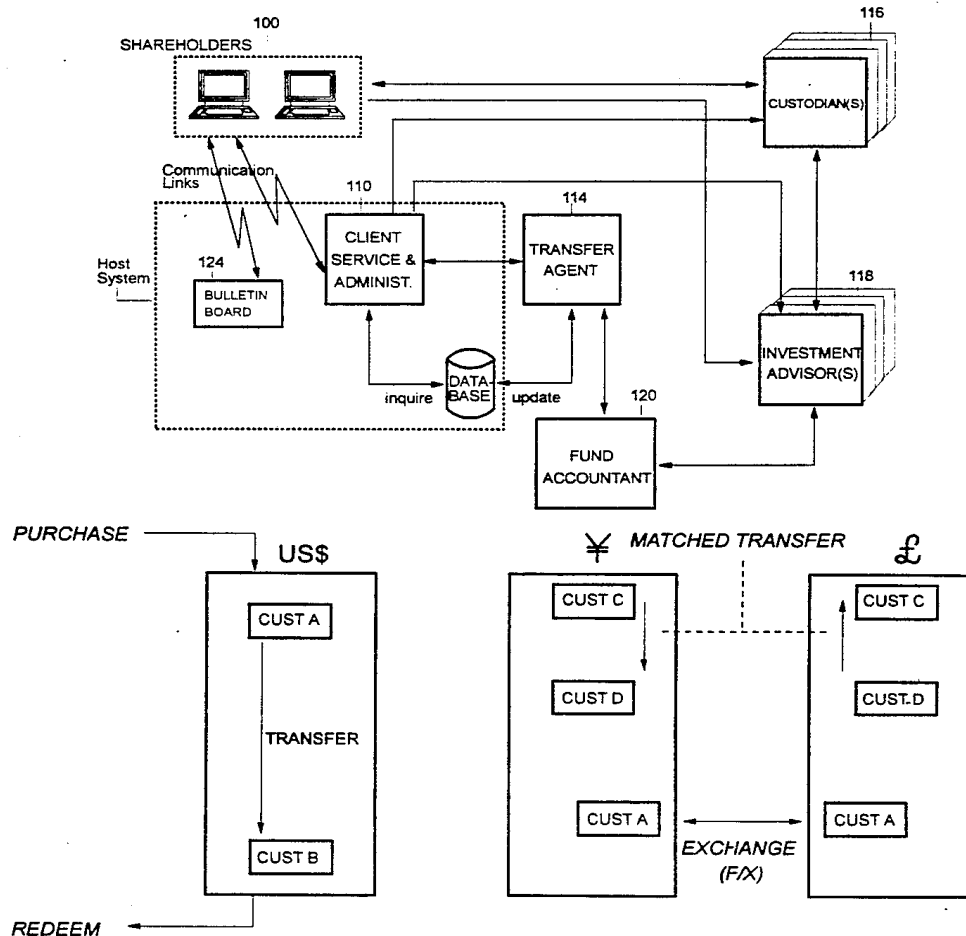 100
SHAREHOLDERS
116
CUSTODIAN(S)
Communication
Links
110
CLIENT
SERVICE &
ADMINIST.
114
TRANSFER
AGENT
Host
System
124
BULLETIN
BOARD
118
INVESTMENT
ADVISOR(S)
DATA-
BASE
inquire
update
120
FUND
ACCOUNTANT
PURCHASE
US$
CUST A
TRANSFER
CUST B
REDEEM
¥
MATCHED TRANSFER
£
CUST C
CUST C
CUST D
CUST D
CUST A
CUST A
EXCHANGE
(F/X)